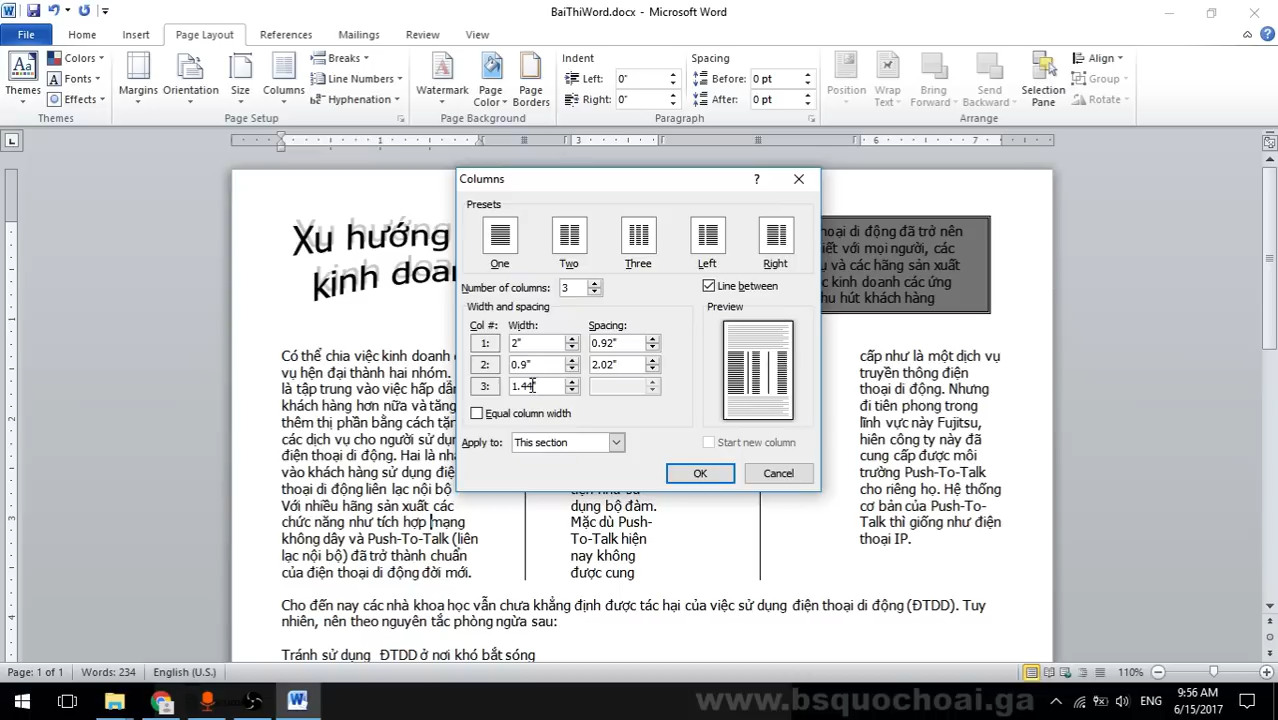 BaiThiWord.docx - Microsoft Word
File Home Insert Page Layout References Mailings Review View
Themes Colors Fonts Effects Margins Orientation Size Columns Breaks Line Numbers Hyphenation Watermark Page Color Page Borders Indent Left: 0" Right: 0" Spacing Before: 0 pt After: 0 pt Position Wrap Text Bring Forward Send Backward Selection Pane Align Group Rotate
Themes Page Setup Page Background Paragraph Arrange
Columns
Presets
One Two Three Left Right
Number of columns: 3 Line between
Width and spacing Preview
Col #: Width: Spacing:
1: 2" 0.92"
2: 0.9" 2.02"
3: 1.44"
Equal column width
Apply to: This section Start new column
OK Cancel
Xu hướng
kinh doan
hoại di động đã trở nên
iết với mọi người, các
ụ và các hãng sản xuất
c kinh doanh các ứng
hu hút khách hàng
Có thể chia việc kinh doanh
vụ hện đại thành hai nhóm.
là tập trung vào việc hấp dẫn
khách hàng hơn nữa và tăng
thêm thị phần bằng cách tăn
các dịch vụ cho người sử dụ
điện thoại di động. Hai là nh
vào khách hàng sử dụng điệ
thoại di động liên lạc nội bộ
Với nhiều hãng sản xuất các
chức năng như tích hợp mạng
không dây và Push-To-Talk (liên
lạc nội bộ) đã trở thành chuẩn
của điện thoại di động đời mới.
dụng bộ đàm.
Mặc dù Push-
To-Talk hiện
nay không
được cung
cấp như là một dịch vụ
truyền thông điện
thoại di động. Nhưng
đi tiên phong trong
lĩnh vực này Fujitsu,
hiên công ty này đã
cung cấp được môi
trường Push-To-Talk
cho riêng họ. Hệ thống
cơ bản của Push-To-
Talk thì giống như điện
thoại IP.
Cho đến nay các nhà khoa học vẫn chưa khẳng định được tác hại của việc sử dụng điện thoại di động (ĐTDD). Tuy
nhiên, nên theo nguyên tắc phòng ngừa sau:
Tránh sử dụng ĐTDD ở nơi khó bắt sóng
Page: 1 of 1 Words: 234 English (U.S.) 110%
www.bsquochoai.ga
ENG 9:56 AM
6/15/2017